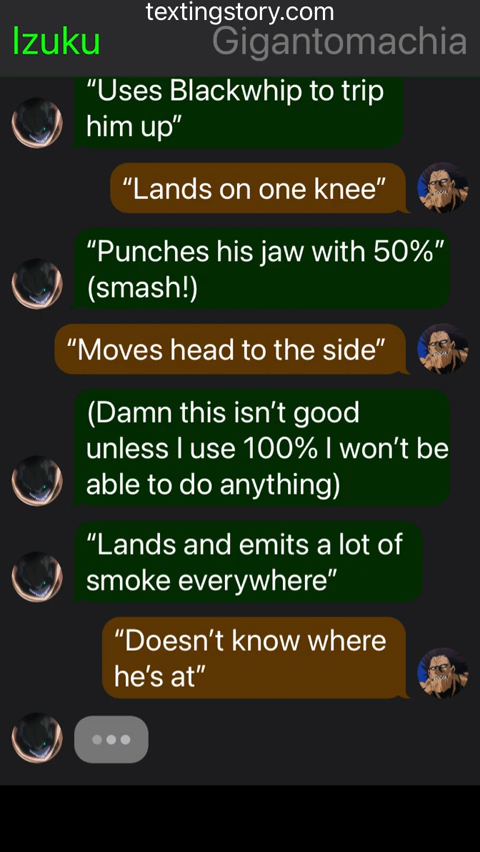 textingstory.com
Izuku
Gigantomachia
“Uses Blackwhip to trip
him up”
“Lands on one knee”
“Punches his jaw with 50%”
(smash!)
“Moves head to the side”
(Damn this isn’t good
unless I use 100% I won’t be
able to do anything)
“Lands and emits a lot of
smoke everywhere”
“Doesn’t know where
he’s at”